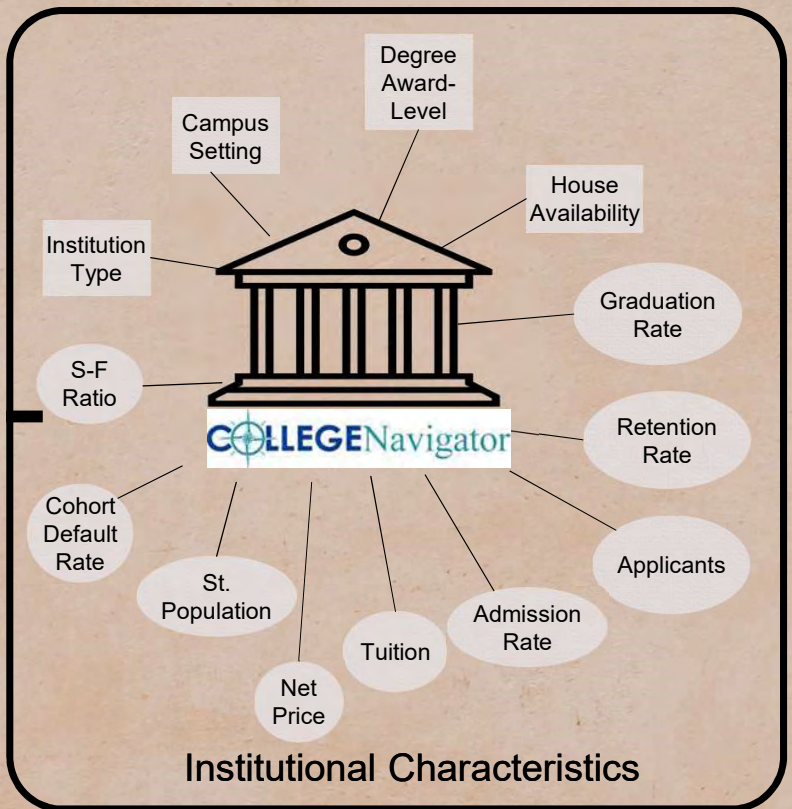 Degree
Award-
Level
Campus
Setting
House
Availability
Institution
Type
Graduation
Rate
S-F
Ratio
COLLEGENavigator
Retention
Rate
Cohort
Default
Rate
Applicants
St.
Population
Admission
Rate
Tuition
Net
Price
Institutional Characteristics